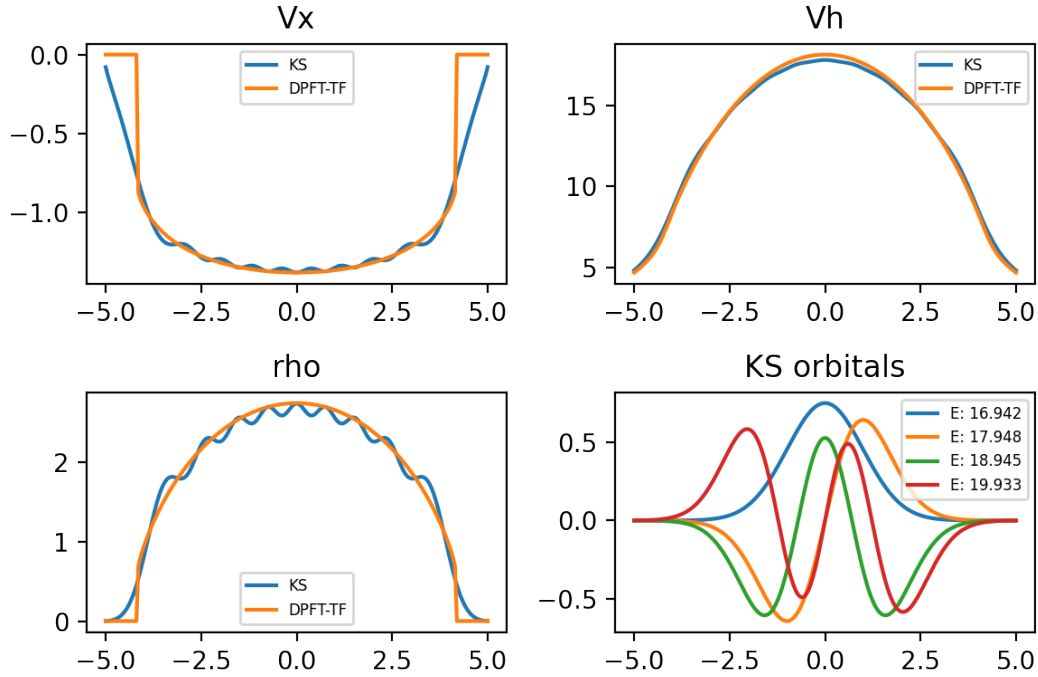 Vx
0.0
−0.5
−1.0
KS
DPFT-TF
−5.0 −2.5 0.0 2.5 5.0
Vh
15
10
5
KS
DPFT-TF
−5.0 −2.5 0.0 2.5 5.0
rho
2
1
0
KS
DPFT-TF
−5.0 −2.5 0.0 2.5 5.0
KS orbitals
0.5
0.0
−0.5
E: 16.942
E: 17.948
E: 18.945
E: 19.933
−5.0 −2.5 0.0 2.5 5.0